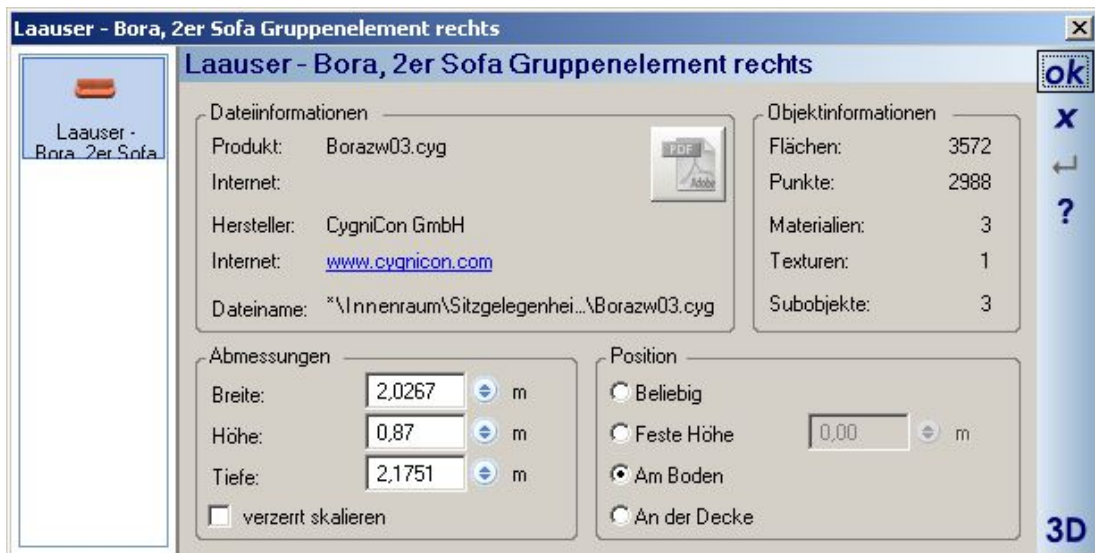 Laauser - Bora, 2er Sofa Gruppenelement rechts
Laauser - Bora, 2er Sofa Gruppenelement rechts
ok
Laauser -
Bora, 2er Sofa
x
?
Dateiinformationen
Produkt: Borazw03.cyg
PDF
Adobe
Internet:
Hersteller: CygniCon GmbH
Internet: www.cygnicon.com
Dateiname: *\Innenraum\Sitzgelegenhei...\Borazw03.cyg
Objektinformationen
Flächen: 3572
Punkte: 2988
Materialien: 3
Texturen: 1
Subobjekte: 3
Abmessungen
Breite: 2,0267 m
Höhe: 0,87 m
Tiefe: 2,1751 m
verzerrt skalieren
Position
Beliebig
Feste Höhe 0,00 m
Am Boden
An der Decke
3D